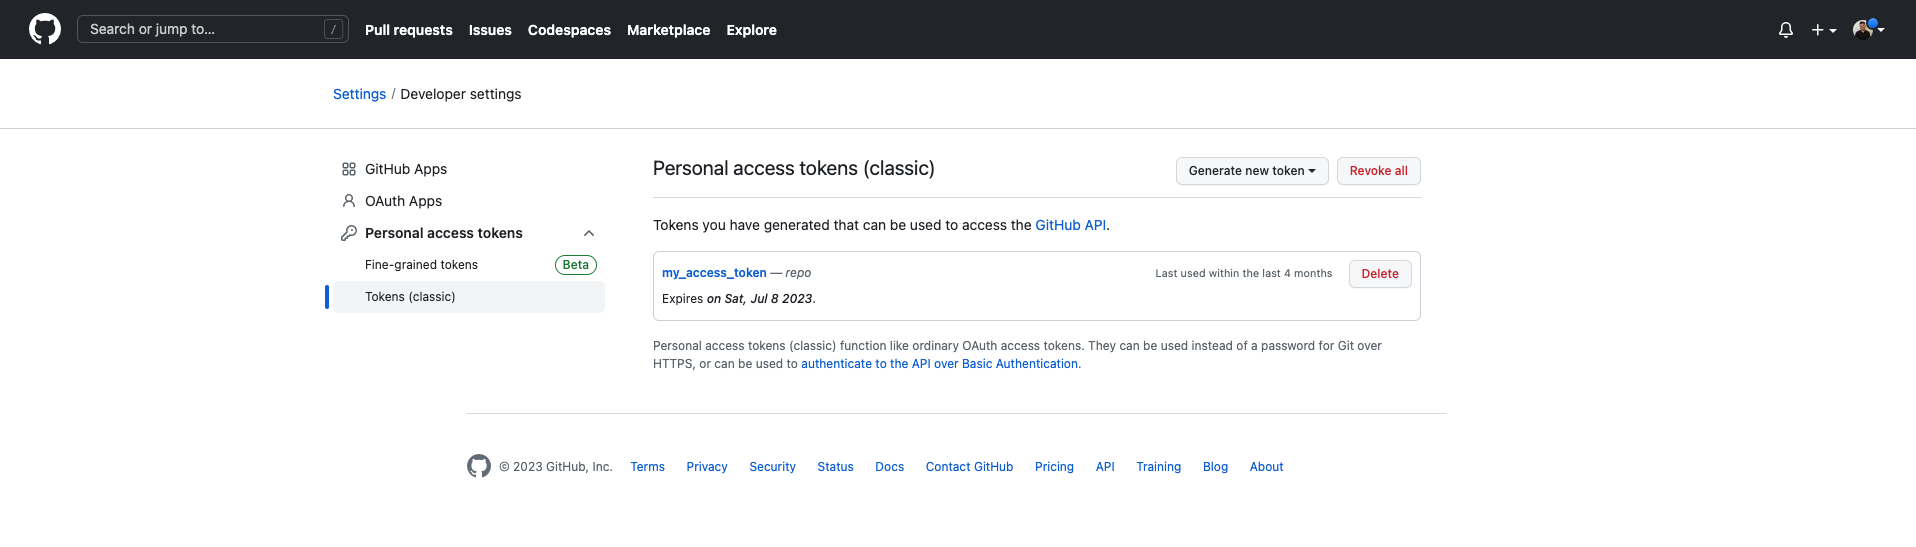 Search or jump to... /
Pull requests Issues Codespaces Marketplace Explore
Settings / Developer settings
GitHub Apps
OAuth Apps
Personal access tokens
Fine-grained tokens Beta
Tokens (classic)
Personal access tokens (classic)
Generate new token
Revoke all
Tokens you have generated that can be used to access the GitHub API.
my_access_token — repo
Last used within the last 4 months
Delete
Expires on Sat, Jul 8 2023.
Personal access tokens (classic) function like ordinary OAuth access tokens. They can be used instead of a password for Git over
HTTPS, or can be used to authenticate to the API over Basic Authentication.
© 2023 GitHub, Inc. Terms Privacy Security Status Docs Contact GitHub Pricing API Training Blog About